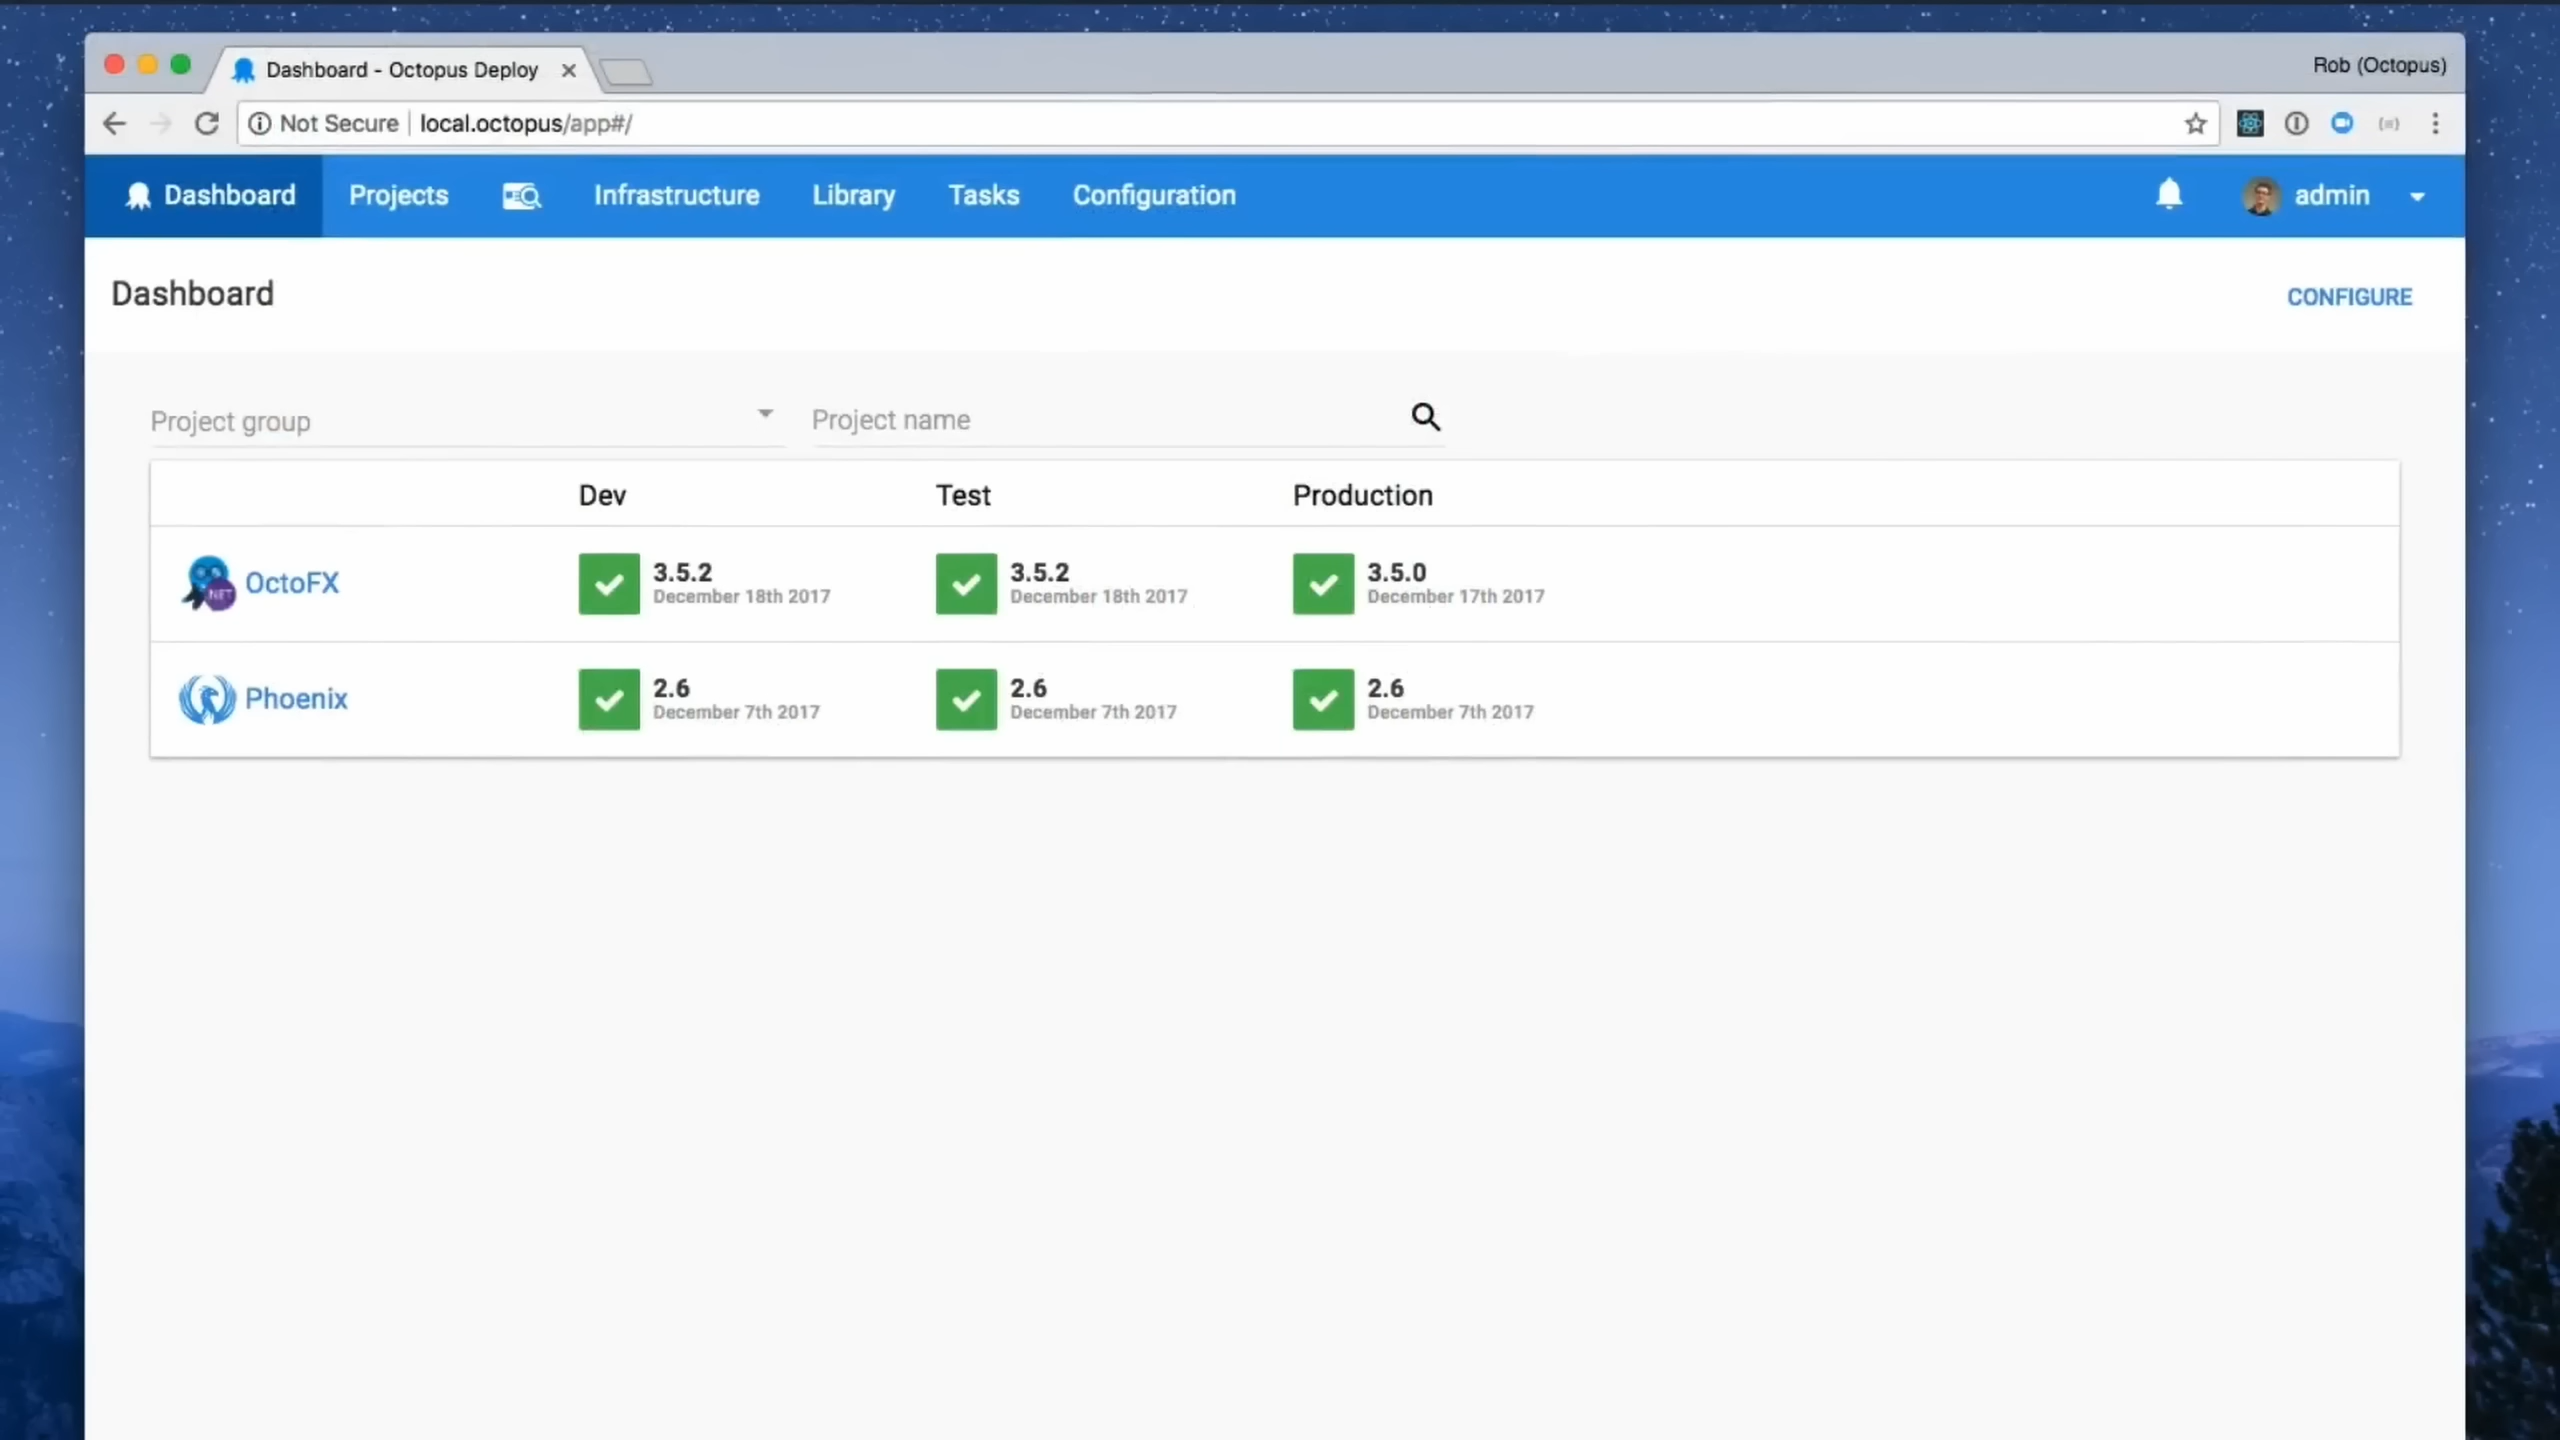 Dashboard - Octopus Deploy
Rob (Octopus)
Not Secure local.octopus/app#/
Dashboard Projects Infrastructure Library Tasks Configuration admin
Dashboard
CONFIGURE
Project group Project name
Dev Test Production
OctoFX
3.5.2
December 18th 2017
3.5.2
December 18th 2017
3.5.0
December 17th 2017
NET
Phoenix
2.6
December 7th 2017
2.6
December 7th 2017
2.6
December 7th 2017